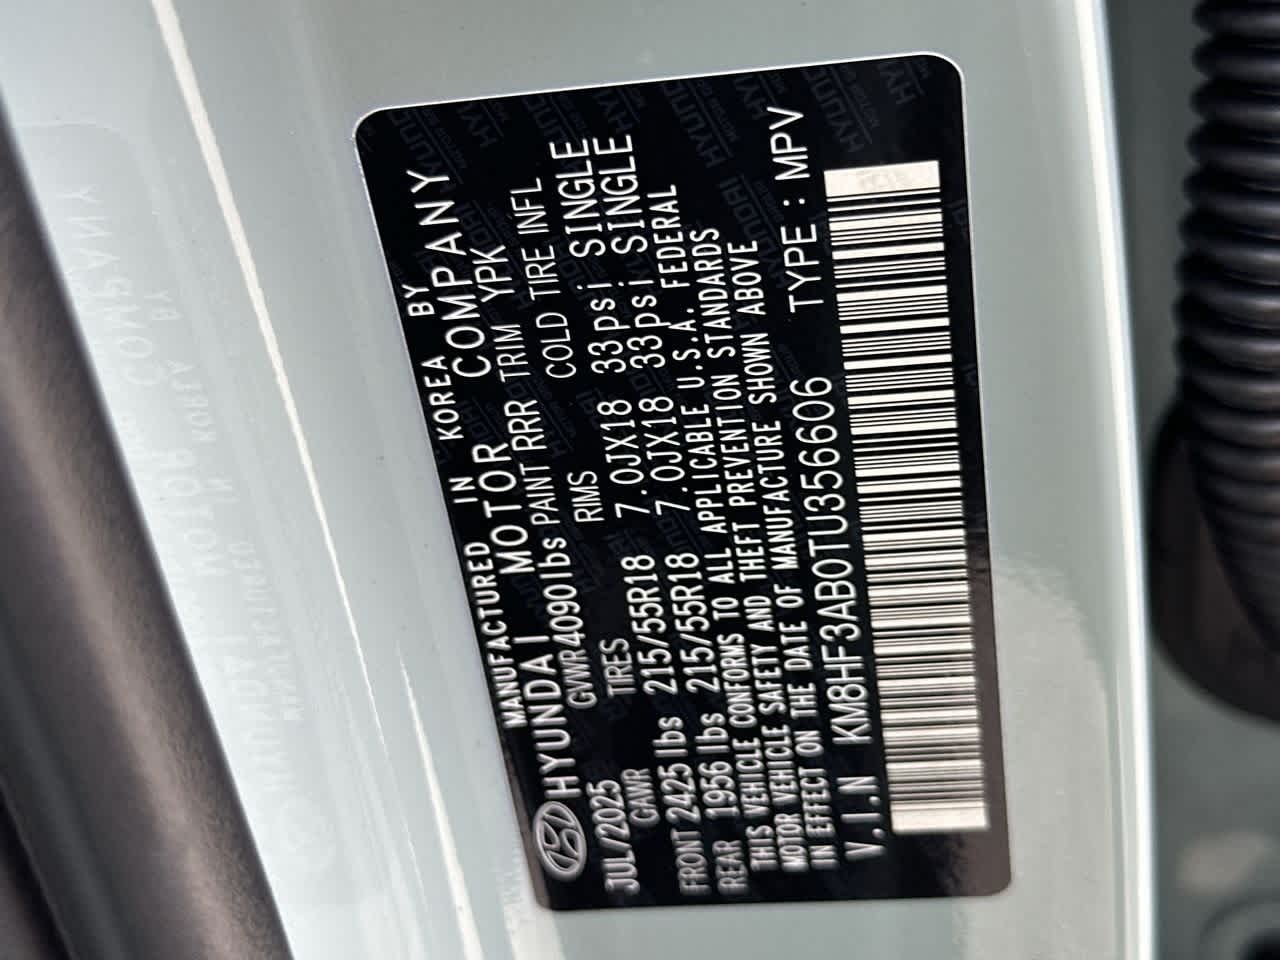 MANUFACTURED IN KOREA BY
HYUNDAI MOTOR COMPANY
JUL/2025 GVWR 4090lbs PAINT RRR TRIM YPK
GAWR TIRES RIMS COLD TIRE INFL
FRONT 2425 lbs 215/55R18 7.0JX18 33psi SINGLE
REAR 1956 lbs 215/55R18 7.0JX18 33psi SINGLE
THIS VEHICLE CONFORMS TO ALL APPLICABLE U.S.A. FEDERAL
MOTOR VEHICLE SAFETY AND THEFT PREVENTION STANDARDS
IN EFFECT ON THE DATE OF MANUFACTURE SHOWN ABOVE
V.I.N KM8HF3AB0TU356606 TYPE : MPV